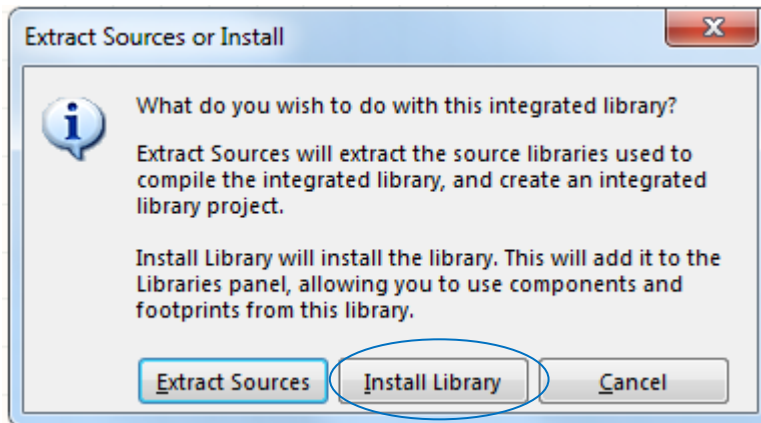 Extract Sources or Install
What do you wish to do with this integrated library?
Extract Sources will extract the source libraries used to
compile the integrated library, and create an integrated
library project.
Install Library will install the library. This will add it to the
Libraries panel, allowing you to use components and
footprints from this library.
Extract Sources Install Library Cancel